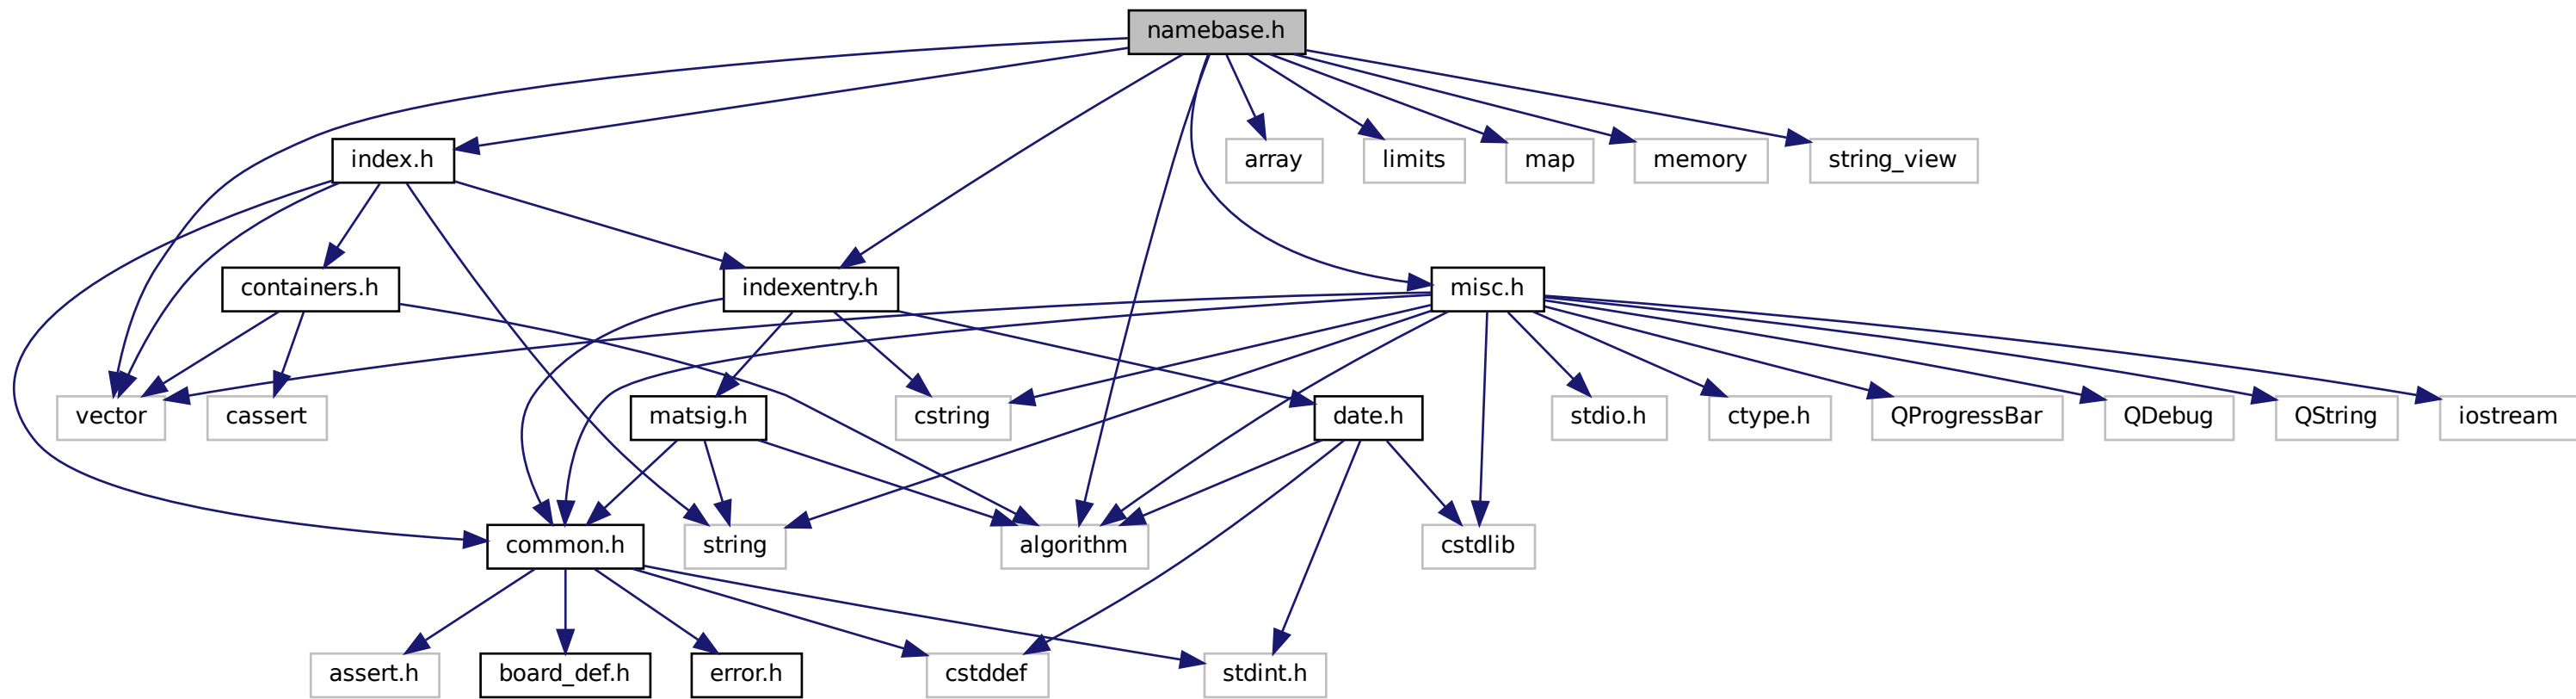 namebase.h
index.h
array
limits
map
memory
string_view
containers.h
indexentry.h
misc.h
vector
cassert
matsig.h
cstring
date.h
stdio.h
ctype.h
QProgressBar
QDebug
QString
iostream
common.h
string
algorithm
cstdlib
assert.h
board_def.h
error.h
cstddef
stdint.h